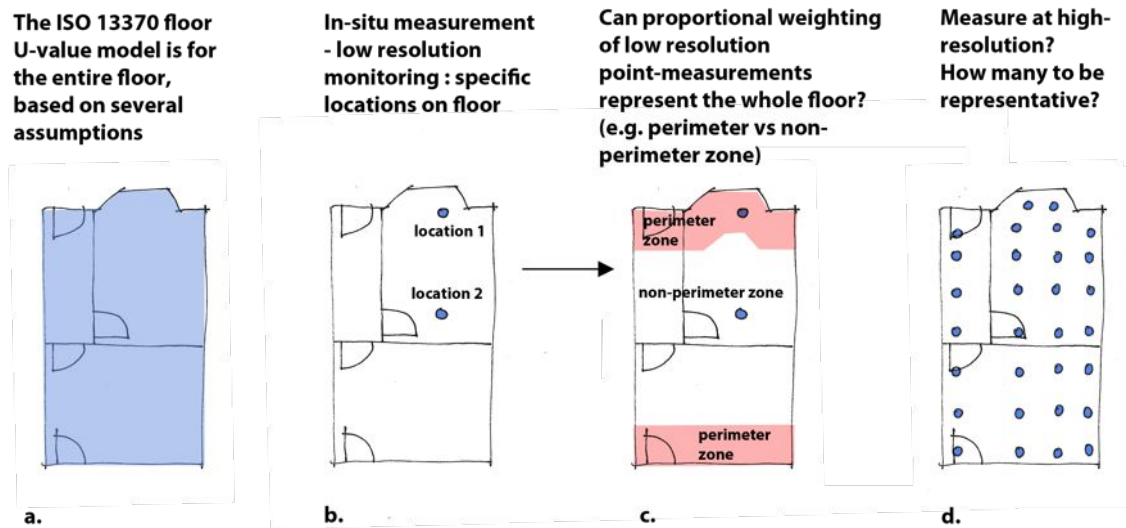 The ISO 13370 floor
U-value model is for
the entire floor,
based on several
assumptions
In-situ measurement
- low resolution
monitoring : specific
locations on floor
Can proportional weighting
of low resolution
point-measurements
represent the whole floor?
(e.g. perimeter vs non-
perimeter zone)
Measure at high-
resolution?
How many to be
representative?
location 1
location 2
perimeter
zone
non-perimeter zone
perimeter
zone
a.
b.
c.
d.